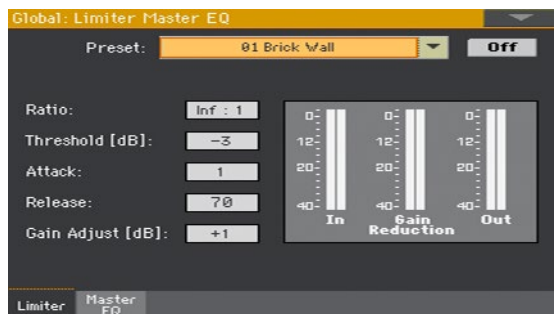 Global: Limiter Master EQ
Preset: 01 Brick Wall Off
Ratio: Inf : 1
Threshold [dB]: -3
Attack: 1
Release: 70
Gain Adjust [dB]: +1
0 0 0
12 12 12
20 20 20
40 40 40
In Gain Reduction Out
Limiter Master EQ